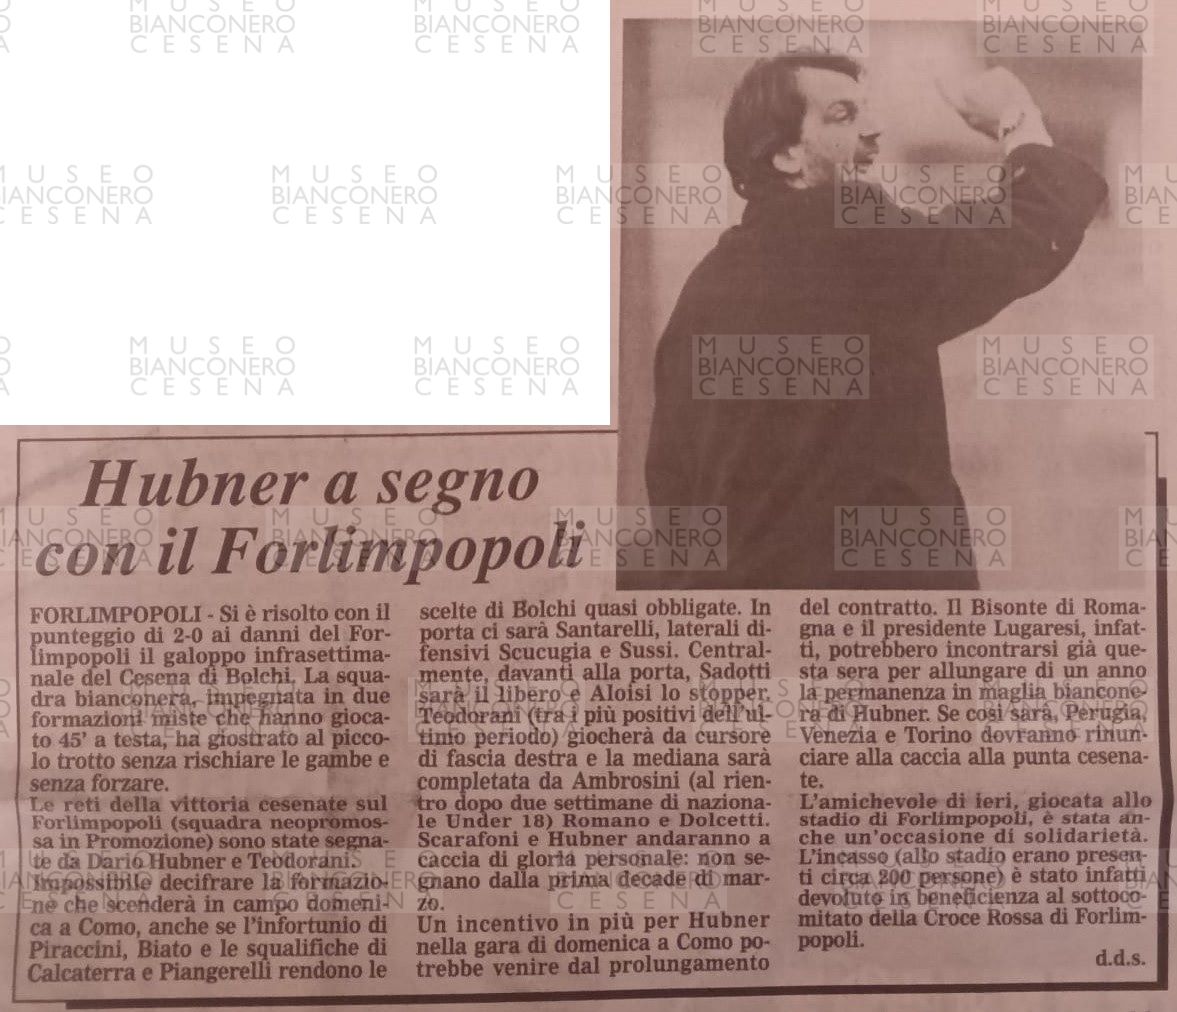 MUSEO
BIANCONERO
CESENA
Hubner a segno
con il Forlimpopoli
FORLIMPOPOLI - Si è risolto con il
punteggio di 2-0 ai danni del For-
limpopoli il galoppo infrasettima-
nale del Cesena di Bolchi. La squa-
dra bianconera, impegnata in due
formazioni miste che hanno gioca-
to 45' a testa, ha giostrato al picco-
lo trotto senza rischiare le gambe e
senza forzare.
Le reti della vittoria cesenate sul
Forlimpopoli (squadra neopromos-
sa in Promozione) sono state segna-
te da Dario Hubner e Teodorani.
Impossibile decifrare la formazio-
ne che scenderà in campo domeni-
ca a Como, anche se l'infortunio di
Piraccini, Biato e le squalifiche di
Calcaterra e Piangerelli rendono le
scelte di Bolchi quasi obbligate. In
porta ci sarà Santarelli, laterali di-
fensivi Scucugia e Sussi. Central-
mente, davanti alla porta, Sadotti
sarà il libero e Aloisi lo stopper.
Teodorani (tra i più positivi dell'ul-
timo periodo) giocherà da cursore
di fascia destra e la mediana sarà
completata da Ambrosini (al rien-
tro dopo due settimane di naziona-
le Under 18) Romano e Dolcetti.
Scarafoni e Hubner andaranno a
caccia di gloria personale: non se-
gnano dalla prima decade di mar-
zo.
Un incentivo in più per Hubner
nella gara di domenica a Como po-
trebbe venire dal prolungamento
del contratto. Il Bisonte di Roma-
gna e il presidente Lugaresi, infat-
ti, potrebbero incontrarsi già que-
sta sera per allungare di un anno
la permanenza in maglia biancone-
ra di Hubner. Se così sarà, Perugia,
Venezia e Torino dovranno rinun-
ciare alla caccia alla punta cesena-
te.
L'amichevole di ieri, giocata allo
stadio di Forlimpopoli, è stata an-
che un'occasione di solidarietà.
L'incasso (allo stadio erano presen-
ti circa 200 persone) è stato infatti
devoluto in beneficienza al sottoco-
mitato della Croce Rossa di Forlim-
popoli.
d.d.s.